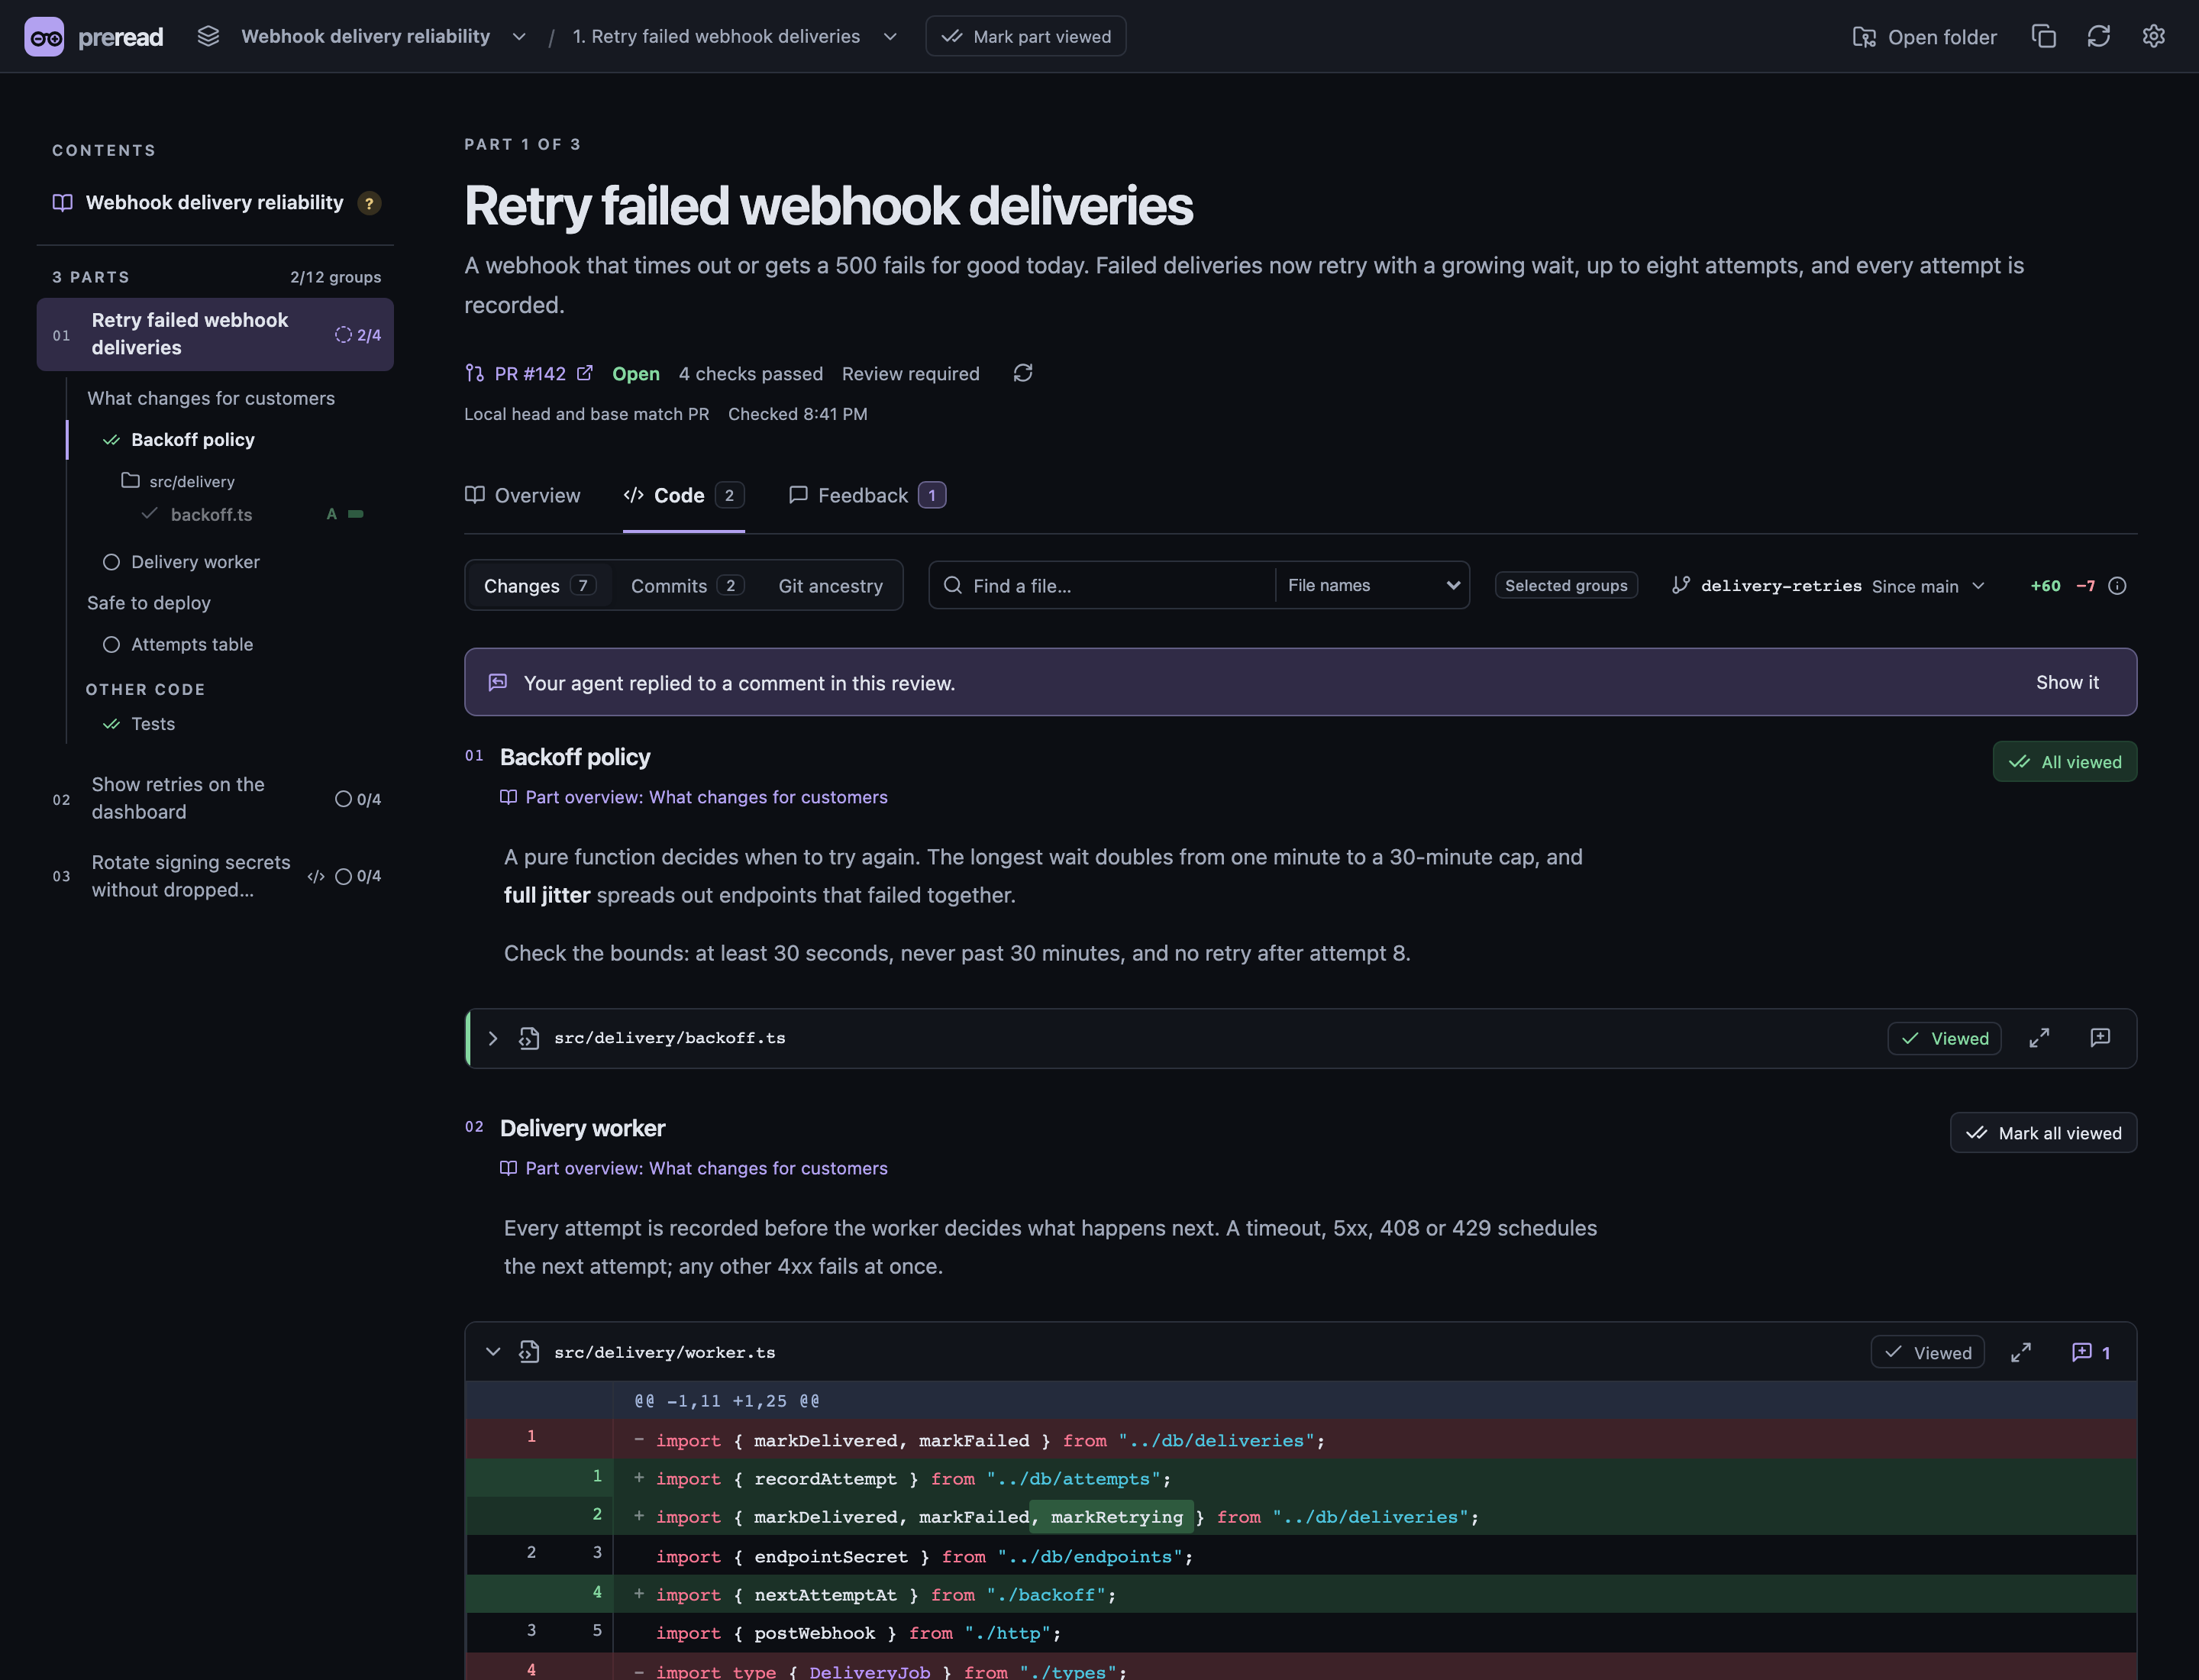 preread
Webhook delivery reliability / 1. Retry failed webhook deliveries
Mark part viewed
Open folder
CONTENTS
Webhook delivery reliability ?
3 PARTS 2/12 groups
01 Retry failed webhook deliveries 2/4
What changes for customers
Backoff policy
src/delivery
backoff.ts A
Delivery worker
Safe to deploy
Attempts table
OTHER CODE
Tests
02 Show retries on the dashboard 0/4
03 Rotate signing secrets without dropped... </> 0/4
PART 1 OF 3
Retry failed webhook deliveries
A webhook that times out or gets a 500 fails for good today. Failed deliveries now retry with a growing wait, up to eight attempts, and every attempt is
recorded.
PR #142 Open 4 checks passed Review required
Local head and base match PR Checked 8:41 PM
Overview </> Code 2 Feedback 1
Changes 7 Commits 2 Git ancestry Find a file... File names Selected groups delivery-retries Since main +60 −7
Your agent replied to a comment in this review. Show it
01 Backoff policy All viewed
Part overview: What changes for customers
A pure function decides when to try again. The longest wait doubles from one minute to a 30-minute cap, and
full jitter spreads out endpoints that failed together.
Check the bounds: at least 30 seconds, never past 30 minutes, and no retry after attempt 8.
src/delivery/backoff.ts Viewed
02 Delivery worker Mark all viewed
Part overview: What changes for customers
Every attempt is recorded before the worker decides what happens next. A timeout, 5xx, 408 or 429 schedules
the next attempt; any other 4xx fails at once.
src/delivery/worker.ts Viewed 1
@@ -1,11 +1,25 @@
1 - import { markDelivered, markFailed } from "../db/deliveries";
1 + import { recordAttempt } from "../db/attempts";
2 + import { markDelivered, markFailed, markRetrying } from "../db/deliveries";
2 3 import { endpointSecret } from "../db/endpoints";
4 + import { nextAttemptAt } from "./backoff";
3 5 import { postWebhook } from "./http";
4 - import type { DeliveryJob } from "./types";